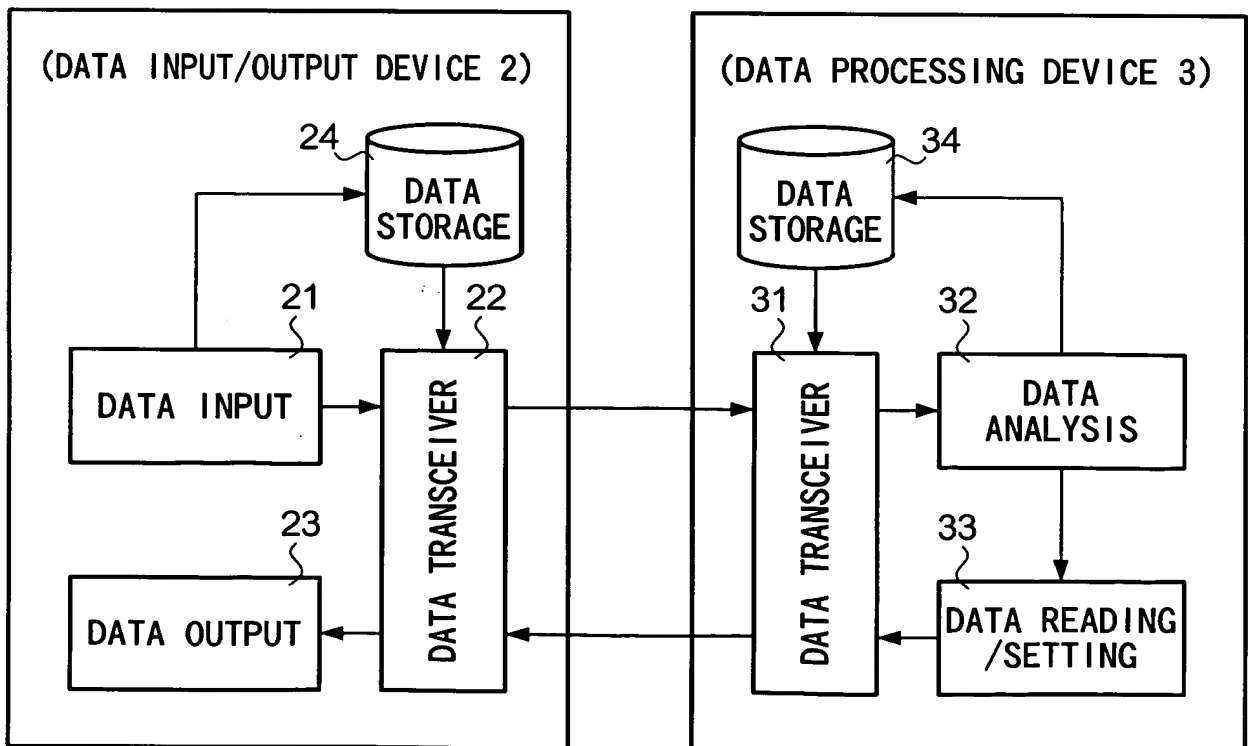 (DATA INPUT/OUTPUT DEVICE 2)
24
DATA
STORAGE
21
DATA INPUT
22
DATA TRANSCEIVER
23
DATA OUTPUT
(DATA PROCESSING DEVICE 3)
34
DATA
STORAGE
31
DATA TRANSCEIVER
32
DATA
ANALYSIS
33
DATA READING
/SETTING